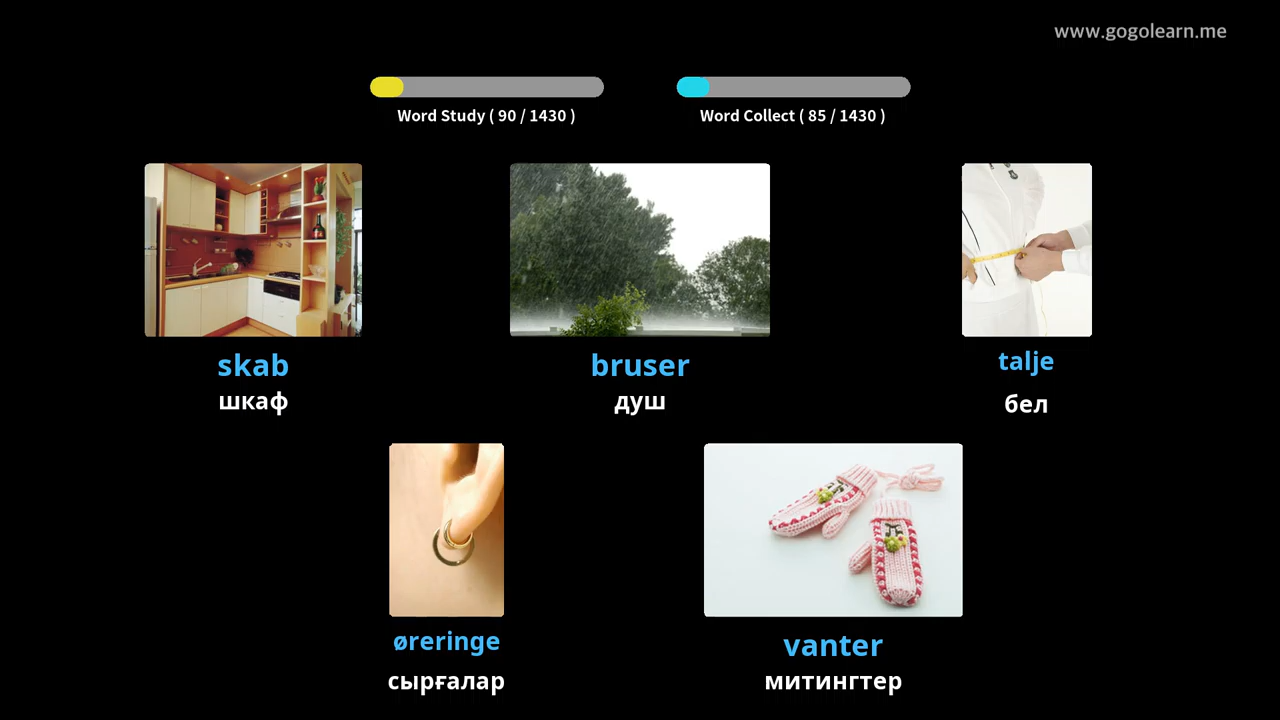 www.gogolearn.me
Word Study ( 90 / 1430 )
Word Collect ( 85 / 1430 )
skab
шкаф
bruser
душ
talje
бел
øreringe
сырғалар
vanter
митингтер